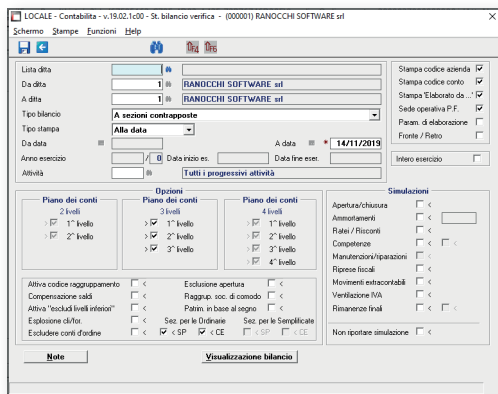 LOCALE - Contabilita - v.19.02.1c00 - St. bilancio verifica - (000001) RANOCCHI SOFTWARE srl
Schermo Stampe Funzioni Help
F4 F5
Lista ditta
Da ditta 1 RANOCCHI SOFTWARE srl
A ditta 1 RANOCCHI SOFTWARE srl
Tipo bilancio A sezioni contrapposte
Tipo stampa Alla data
Da data A data * 14/11/2019
Anno esercizio / 0 Data inizio es. Data fine eser.
Attività Tutti i progressivi attività
Stampa codice azienda
Stampa codice conto
Stampa 'Elaborato da ...'
Sede operativa P.F.
Param. di elaborazione
Fronte / Retro
Intero esercizio
Opzioni
Piano dei conti Piano dei conti Piano dei conti
2 livelli 3 livelli 4 livelli
> 1^ livello > 1^ livello > 1^ livello
> 2^ livello > 2^ livello > 2^ livello
> 3^ livello > 3^ livello
> 4^ livello
Attiva codice raggruppamento < Esclusione apertura <
Compensazione saldi < Raggrup. soc. di comodo <
Attiva "escludi livelli inferiori" < Patrim. in base al segno <
Esplosione cli/for. < Sez. per le Ordinarie Sez. per le Semplificate
Escludere conti d'ordine < < SP < CE < SP < CE
Simulazioni
Apertura/chiusura <
Ammortamenti <
Ratei / Risconti <
Competenze < <
Manutenzioni/riparazioni <
Riprese fiscali <
Movimenti extracontabili <
Ventilazione IVA <
Rimanenze finali < <
Non riportare simulazione <
Note Visualizzazione bilancio